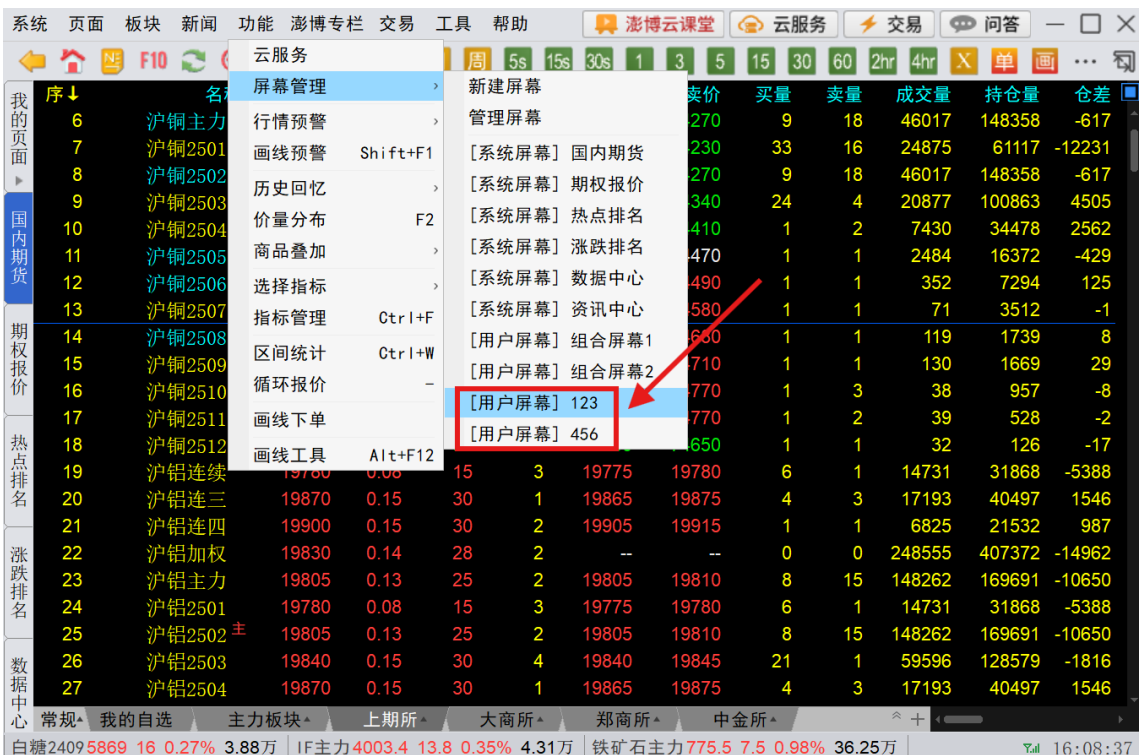 系统 页面 板块 新闻 功能 澎博专栏 交易 工具 帮助 澎博云课堂 云服务 交易 问答
F10 周 5s 15s 30s 1 3 5 15 30 60 2hr 4hr X 单 画 ...
我的页面
国内期货
期权报价
热点排名
涨跌排名
数据中心
云服务
屏幕管理
行情预警
画线预警 Shift+F1
历史回忆
价量分布 F2
商品叠加
选择指标
指标管理 Ctrl+F
区间统计 Ctrl+W
循环报价 -
画线下单
画线工具 Alt+F12
新建屏幕
管理屏幕
[系统屏幕] 国内期货
[系统屏幕] 期权报价
[系统屏幕] 热点排名
[系统屏幕] 涨跌排名
[系统屏幕] 数据中心
[系统屏幕] 资讯中心
[用户屏幕] 组合屏幕1
[用户屏幕] 组合屏幕2
[用户屏幕] 123
[用户屏幕] 456
序↓ 卖价 买量 卖量 成交量 持仓量 仓差
6 沪铜主力 270 9 18 46017 148358 -617
7 沪铜2501 230 33 16 24875 61117 -12231
8 沪铜2502 270 9 18 46017 148358 -617
9 沪铜2503 340 24 4 20877 100863 4505
10 沪铜2504 410 1 2 7430 34478 2562
11 沪铜2505 470 1 1 2484 16372 -429
12 沪铜2506 490 1 1 352 7294 125
13 沪铜2507 580 1 1 71 3512 -1
14 沪铜2508 1 1 119 1739 8
15 沪铜2509 710 1 1 130 1669 29
16 沪铜2510 770 1 3 38 957 -8
17 沪铜2511 770 1 2 39 528 -2
18 沪铜2512 650 1 1 32 126 -17
19 沪铝连续 19780 0.08 15 3 19775 19780 6 1 14731 31868 -5388
20 沪铝连三 19870 0.15 30 1 19865 19875 4 3 17193 40497 1546
21 沪铝连四 19900 0.15 30 2 19905 19915 1 1 6825 21532 987
22 沪铝加权 19830 0.14 28 2 -- -- 0 0 248555 407372 -14962
23 沪铝主力 19805 0.13 25 2 19805 19810 8 15 148262 169691 -10650
24 沪铝2501 19780 0.08 15 3 19775 19780 6 1 14731 31868 -5388
25 沪铝2502 主 19805 0.13 25 2 19805 19810 8 15 148262 169691 -10650
26 沪铝2503 19840 0.15 30 4 19840 19845 21 1 59596 128579 -1816
27 沪铝2504 19870 0.15 30 1 19865 19875 4 3 17193 40497 1546
常规 我的自选 主力板块 上期所 大商所 郑商所 中金所
白糖2409 5869 16 0.27% 3.88万 IF主力 4003.4 13.8 0.35% 4.31万 铁矿石主力 775.5 7.5 0.98% 36.25万 16:08:37